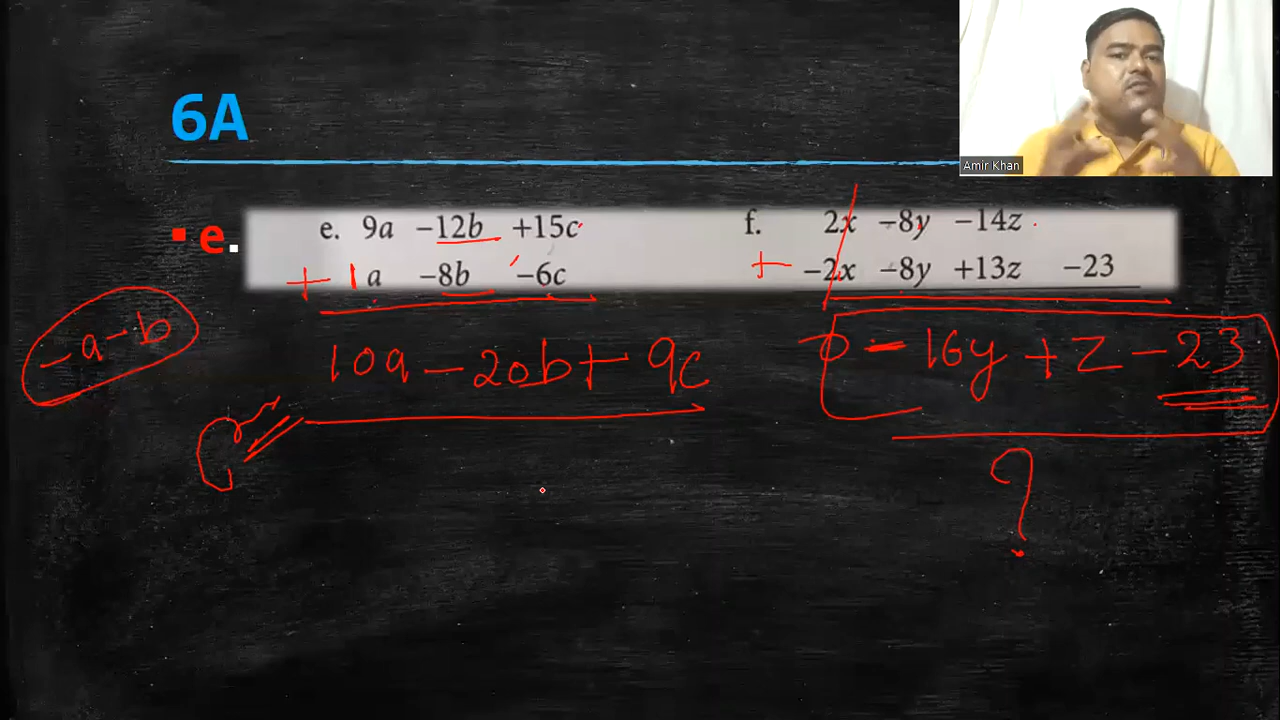 6A
Amir Khan
e.
e. 9a −12b +15c
+ 1a −8b −6c
10a − 20b + 9c
−a−b
f. 2x −8y −14z
+ −2x −8y +13z −23
0 − 16y + z − 23
?